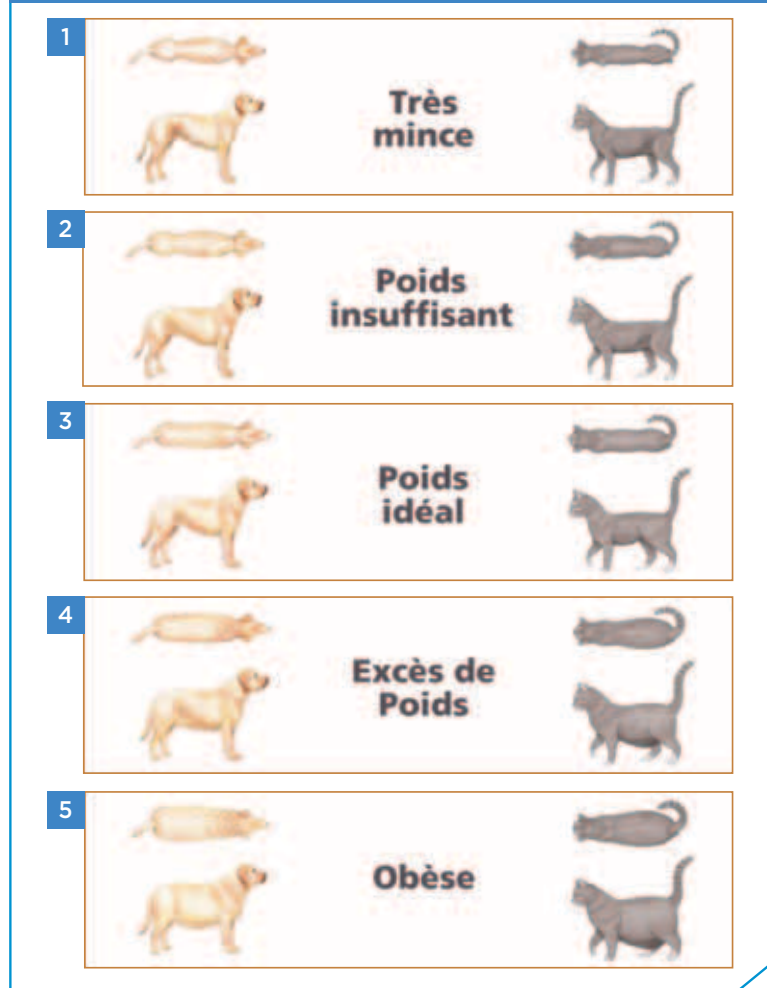 1
Très
mince
2
Poids
insuffisant
3
Poids
idéal
4
Excès de
Poids
5
Obèse